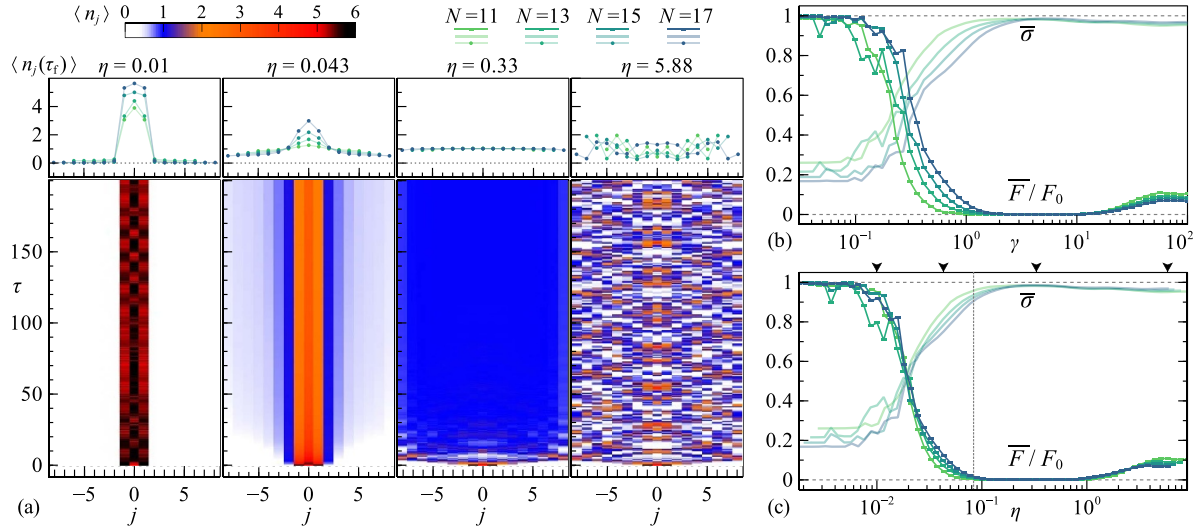 ⟨ n_j ⟩
0 1 2 3 4 5 6
N =11 N =13 N =15 N =17
⟨ n_j(τ_f) ⟩ η = 0.01 η = 0.043 η = 0.33 η = 5.88
4
2
0
150
τ
100
50
0
−5 0 5 −5 0 5 −5 0 5 −5 0 5
(a) j j j j
1
σ̅
0.8
0.6
0.4
0.2
F̅ / F_0
0
(b) 10^−1 10^0 γ 10^1 10^2
1
σ̅
0.8
0.6
0.4
0.2
F̅ / F_0
0
(c) 10^−2 10^−1 η 10^0